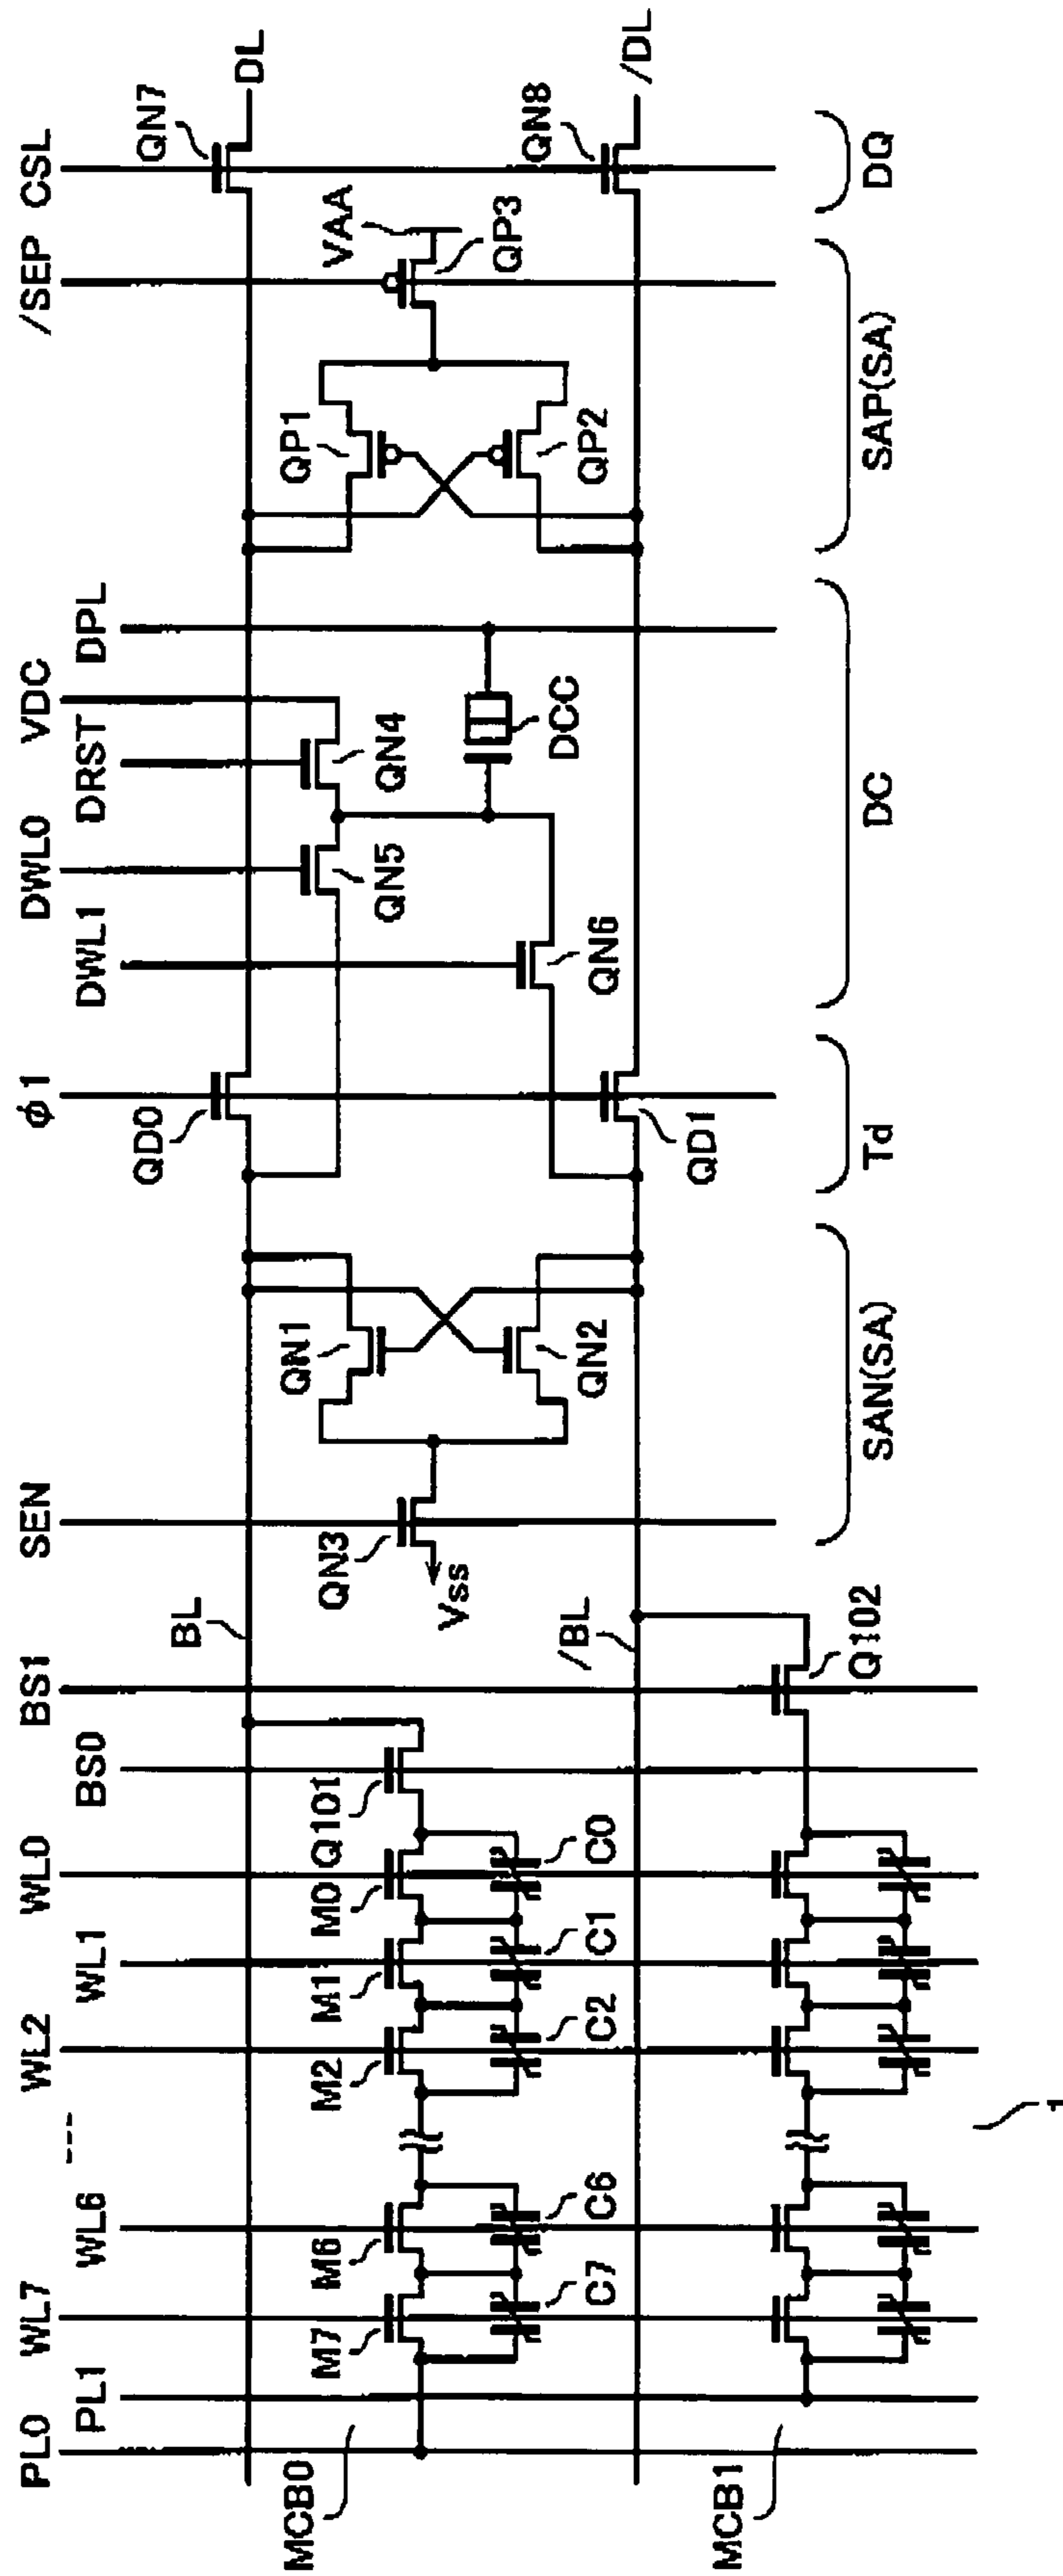 PL0
PL1
WL7
WL6
---
WL2
WL1
WL0
BS0
BS1
SEN
φ1
DWL1
DWL0
DRST
VDC
DPL
/SEP
CSL
BL
QD0
QN7
DL
VAA
QP3
MCB0
M7
M6
M2
M1
M0
Q101
QN3
Vss
QN1
QN5
QN4
QP1
C7
C6
C2
C1
C0
QN2
QN6
DCC
QP2
/BL
QD1
QN8
/DL
MCB1
Q102
SAN(SA)
Td
DC
SAP(SA)
DQ
1